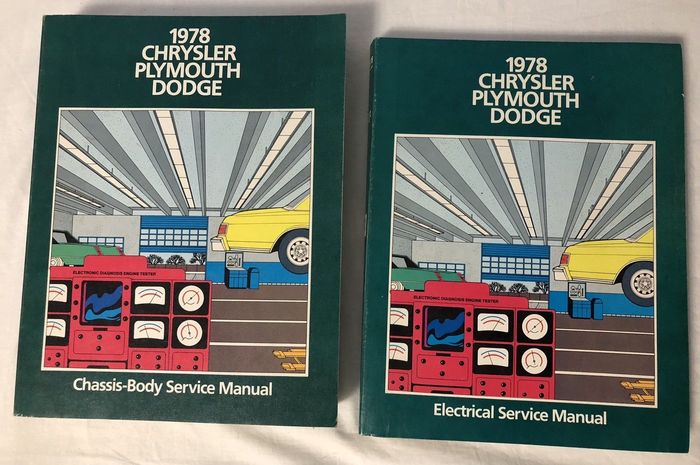 1978
CHRYSLER
PLYMOUTH
DODGE
ELECTRONIC DIAGNOSIS ENGINE TESTER
Chassis-Body Service Manual
1978
CHRYSLER
PLYMOUTH
DODGE
ELECTRONIC DIAGNOSIS ENGINE TESTER
Electrical Service Manual